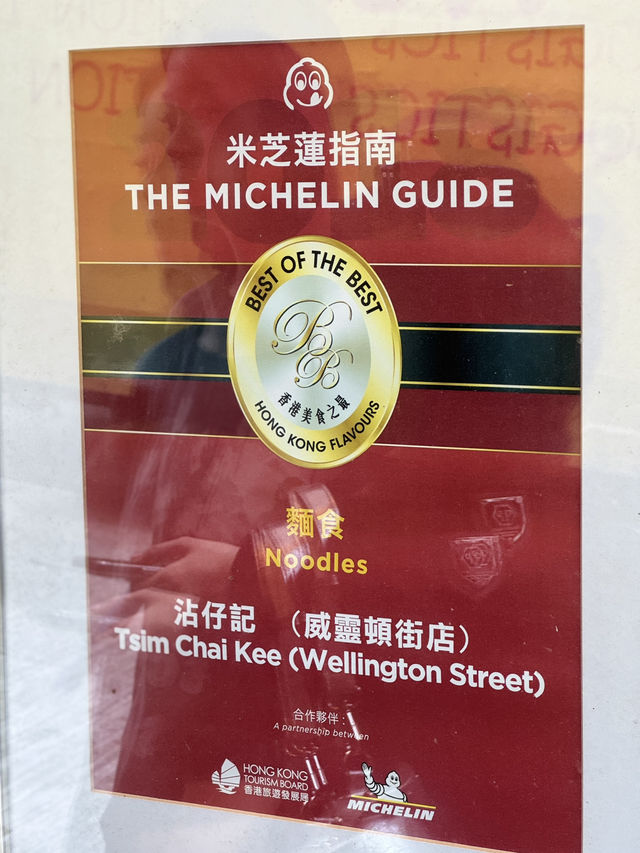 米芝蓮指南
THE MICHELIN GUIDE
BEST OF THE BEST
BB
香港美食之最
HONG KONG FLAVOURS
麵食
Noodles
沾仔記 (威靈頓街店)
Tsim Chai Kee (Wellington Street)
合作夥伴:
A partnership between
HONG KONG
TOURISM BOARD
香港旅遊發展局
MICHELIN